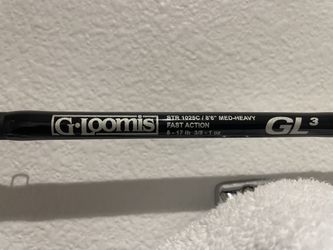 G·Loomis
STR 1025C / 8'6" MED-HEAVY
FAST ACTION
8 - 17 lb 3/8 - 1 oz
GL3